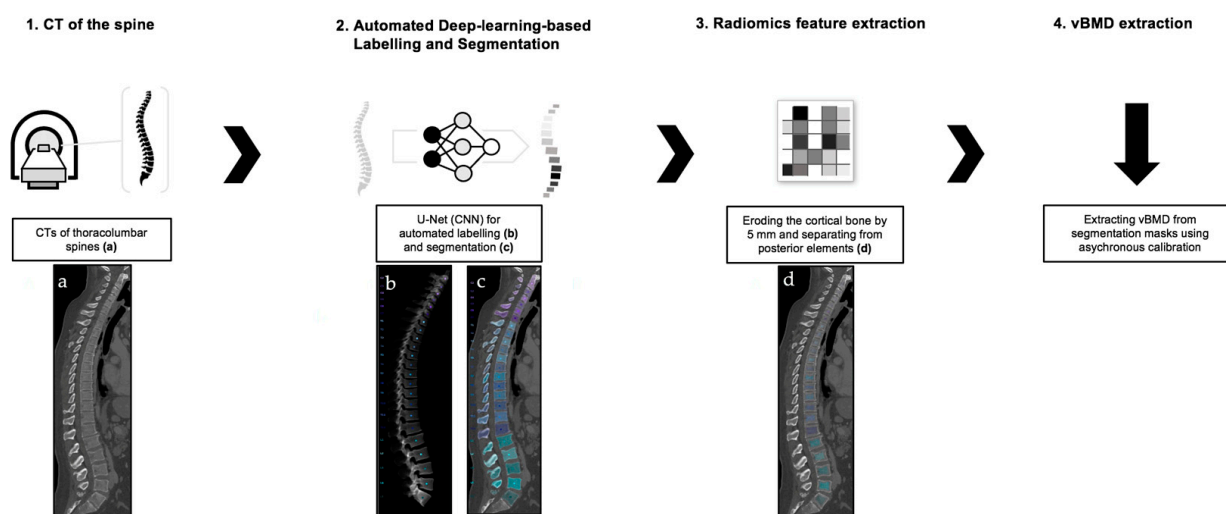 1. CT of the spine
2. Automated Deep-learning-based
Labelling and Segmentation
3. Radiomics feature extraction
4. vBMD extraction
CTs of thoracolumbar
spines (a)
U-Net (CNN) for
automated labelling (b)
and segmentation (c)
Eroding the cortical bone by
5 mm and separating from
posterior elements (d)
Extracting vBMD from
segmentation masks using
asychronous calibration
a
b
c
d